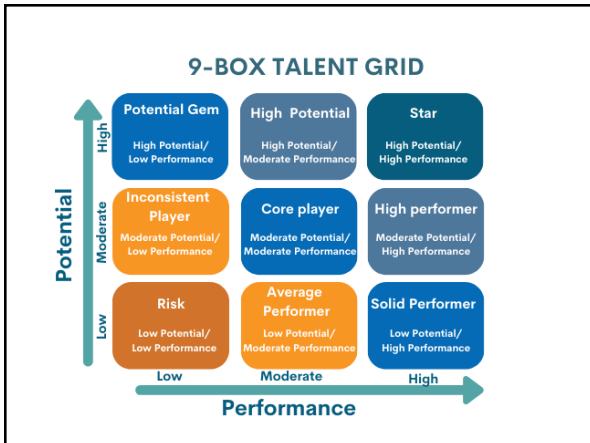 9-BOX TALENT GRID
Potential Gem
High Potential/
Low Performance
High Potential
High Potential/
Moderate Performance
Star
High Potential/
High Performance
High
Inconsistent
Player
Moderate Potential/
Low Performance
Core player
Moderate Potential/
Moderate Performance
High performer
Moderate Potential/
High Performance
Moderate
Potential
Risk
Low Potential/
Low Performance
Average
Performer
Low Potential/
Moderate Performance
Solid Performer
Low Potential/
High Performance
Low
Low
Moderate
High
Performance